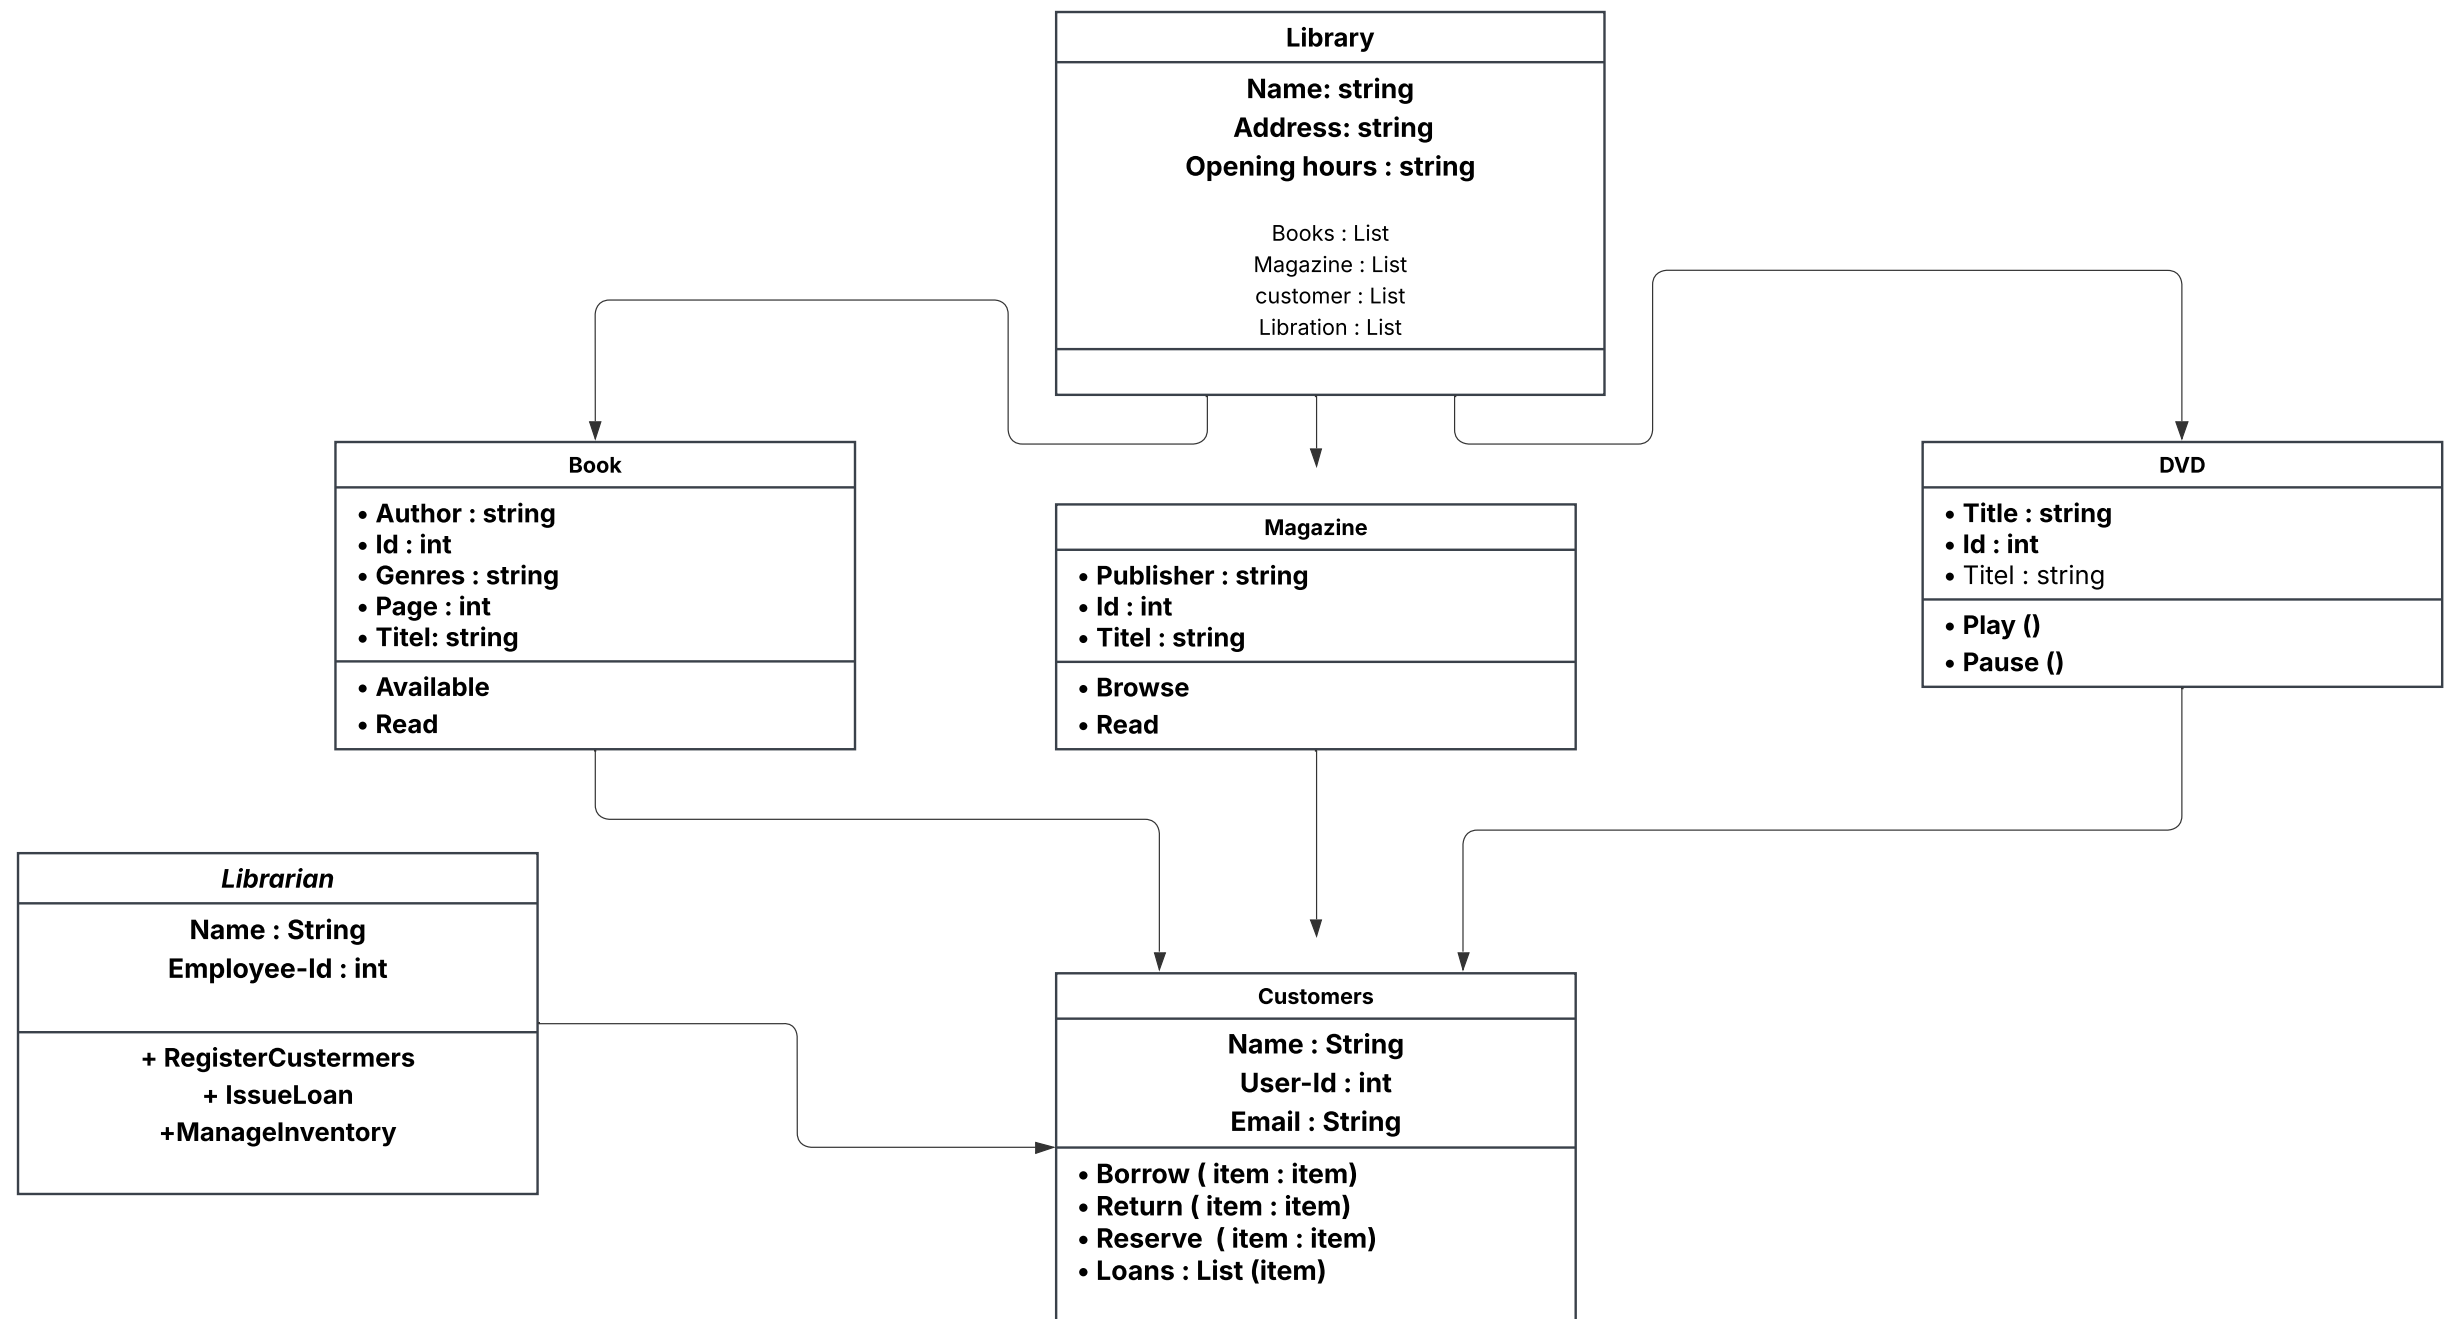 Library
Name: string
Address: string
Opening hours : string
Books : List
Magazine : List
customer : List
Libration : List
Book
• Author : string
• Id : int
• Genres : string
• Page : int
• Titel: string
• Available
• Read
Magazine
• Publisher : string
• Id : int
• Titel : string
• Browse
• Read
DVD
• Title : string
• Id : int
• Titel : string
• Play ()
• Pause ()
Librarian
Name : String
Employee-Id : int
+ RegisterCustermers
+ IssueLoan
+ManageInventory
Customers
Name : String
User-Id : int
Email : String
• Borrow ( item : item)
• Return ( item : item)
• Reserve  ( item : item)
• Loans : List (item)